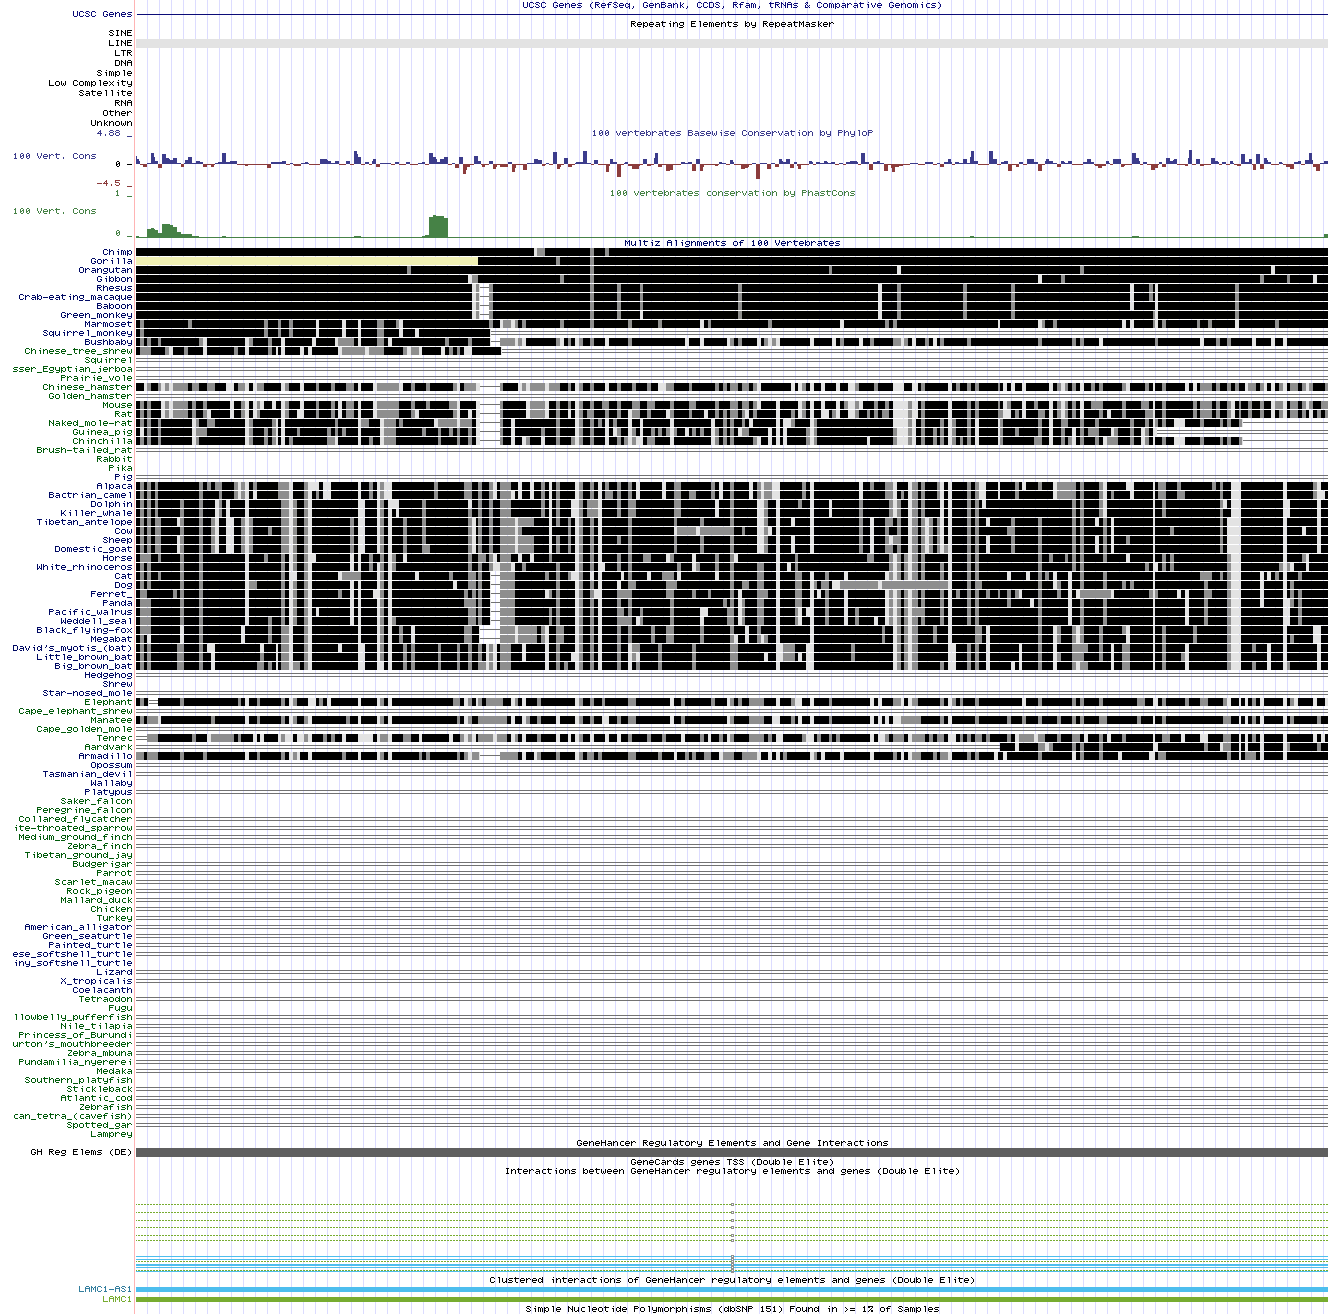 UCSC Genes (RefSeq, GenBank, CCDS, Rfam, tRNAs & Comparative Genomics)
UCSC Genes
Repeating Elements by RepeatMasker
SINE
LINE
LTR
DNA
Simple
Low Complexity
Satellite
RNA
Other
Unknown
4.88 _
100 vertebrates Basewise Conservation by PhyloP
100 Vert. Cons
0 _
-4.5 _
1 _
100 vertebrates conservation by PhastCons
100 Vert. Cons
0 _
Multiz Alignments of 100 Vertebrates
Chimp
Gorilla
Orangutan
Gibbon
Rhesus
Crab-eating_macaque
Baboon
Green_monkey
Marmoset
Squirrel_monkey
Bushbaby
Chinese_tree_shrew
Squirrel
sser_Egyptian_jerboa
Prairie_vole
Chinese_hamster
Golden_hamster
Mouse
Rat
Naked_mole-rat
Guinea_pig
Chinchilla
Brush-tailed_rat
Rabbit
Pika
Pig
Alpaca
Bactrian_camel
Dolphin
Killer_whale
Tibetan_antelope
Cow
Sheep
Domestic_goat
Horse
White_rhinoceros
Cat
Dog
Ferret_
Panda
Pacific_walrus
Weddell_seal
Black_flying-fox
Megabat
David's_myotis_(bat)
Little_brown_bat
Big_brown_bat
Hedgehog
Shrew
Star-nosed_mole
Elephant
Cape_elephant_shrew
Manatee
Cape_golden_mole
Tenrec
Aardvark
Armadillo
Opossum
Tasmanian_devil
Wallaby
Platypus
Saker_falcon
Peregrine_falcon
Collared_flycatcher
ite-throated_sparrow
Medium_ground_finch
Zebra_finch
Tibetan_ground_jay
Budgerigar
Parrot
Scarlet_macaw
Rock_pigeon
Mallard_duck
Chicken
Turkey
American_alligator
Green_seaturtle
Painted_turtle
ese_softshell_turtle
iny_softshell_turtle
Lizard
X_tropicalis
Coelacanth
Tetraodon
Fugu
llowbelly_pufferfish
Nile_tilapia
Princess_of_Burundi
urton's_mouthbreeder
Zebra_mbuna
Pundamilia_nyererei
Medaka
Southern_platyfish
Stickleback
Atlantic_cod
Zebrafish
can_tetra_(cavefish)
Spotted_gar
Lamprey
GeneHancer Regulatory Elements and Gene Interactions
GH Reg Elems (DE)
GeneCards genes TSS (Double Elite)
Interactions between GeneHancer regulatory elements and genes (Double Elite)
Clustered interactions of GeneHancer regulatory elements and genes (Double Elite)
LAMC1-AS1
LAMC1
Simple Nucleotide Polymorphisms (dbSNP 151) Found in >= 1% of Samples